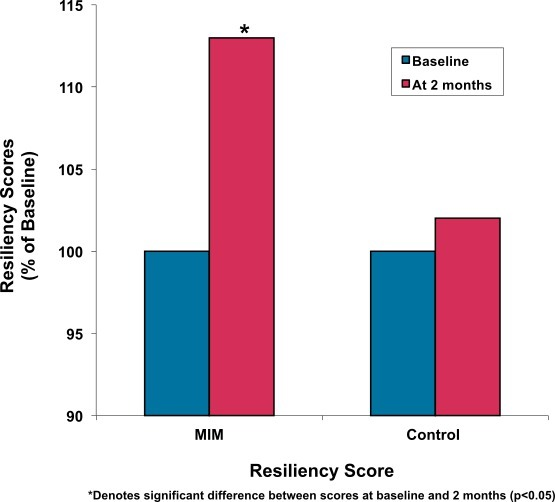 115
110
105
100
95
90
Resiliency Scores
(% of Baseline)
*
Baseline
At 2 months
MIM
Control
Resiliency Score
*Denotes significant difference between scores at baseline and 2 months (p<0.05)